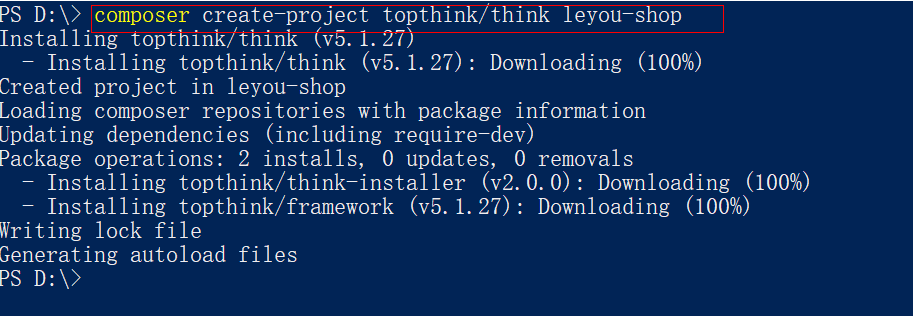 PS D:\> composer create-project topthink/think leyou-shop
Installing topthink/think (v5.1.27)
  - Installing topthink/think (v5.1.27): Downloading (100%)
Created project in leyou-shop
Loading composer repositories with package information
Updating dependencies (including require-dev)
Package operations: 2 installs, 0 updates, 0 removals
  - Installing topthink/think-installer (v2.0.0): Downloading (100%)
  - Installing topthink/framework (v5.1.27): Downloading (100%)
Writing lock file
Generating autoload files
PS D:\>